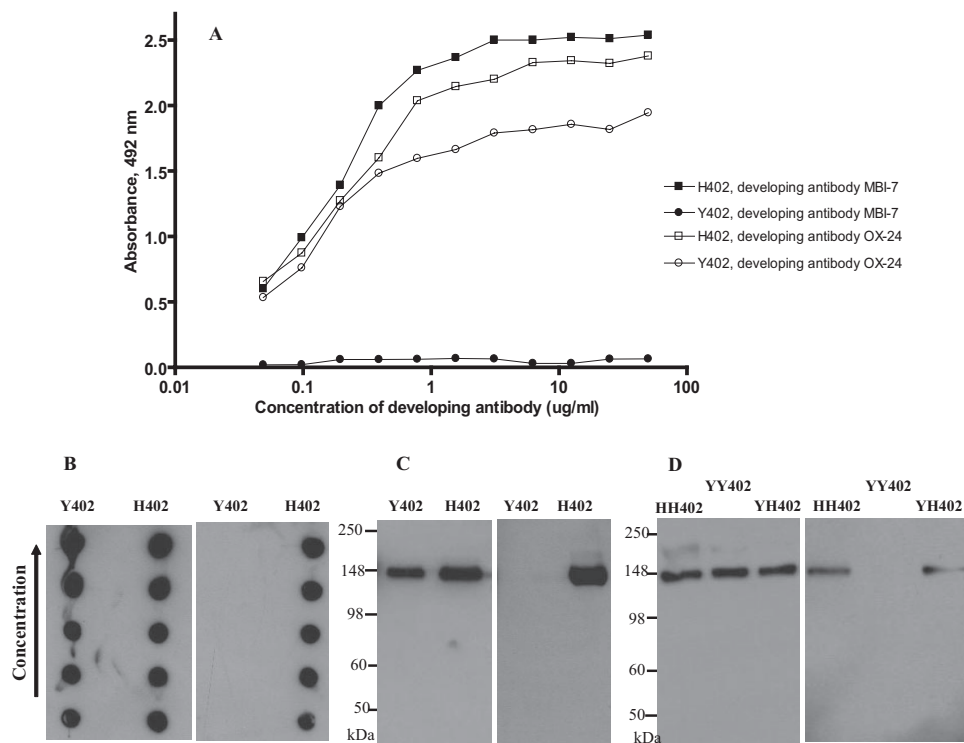 A
2.5
2.0
1.5
1.0
0.5
0.0
Absorbance, 492 nm
0.01 0.1 1 10 100
Concentration of developing antibody (ug/ml)
H402, developing antibody MBI-7
Y402, developing antibody MBI-7
H402, developing antibody OX-24
Y402, developing antibody OX-24
B
Y402 H402 Y402 H402
Concentration
C
Y402 H402 Y402 H402
250
148
98
60
50
kDa
D
YY402 YY402
HH402 YH402 HH402 YH402
250
148
98
60
50
kDa